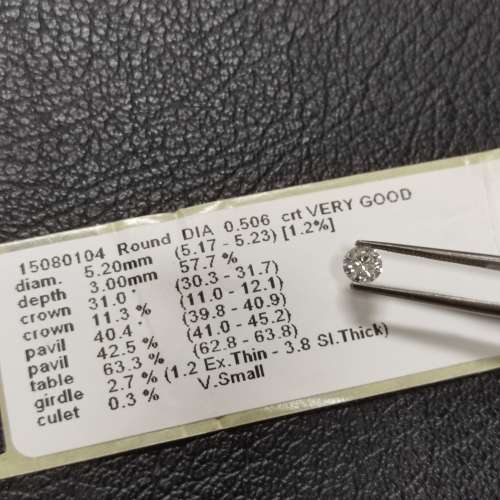 15080104 Round DIA 0.506 crt VERY GOOD
diam. 5.20mm (5.17 - 5.23) [1.2%]
depth 3.00mm 57.7 %
crown 31.0° (30.3 - 31.7)
crown 11.3 % (11.0 - 12.1)
pavil 40.4° (39.8 - 40.9)
pavil 42.5 % (41.0 - 45.2)
table 63.3 % (62.8 - 63.8)
girdle 2.7 % (1.2 Ex.Thin - 3.8 Sl.Thick)
culet 0.3 % V.Small